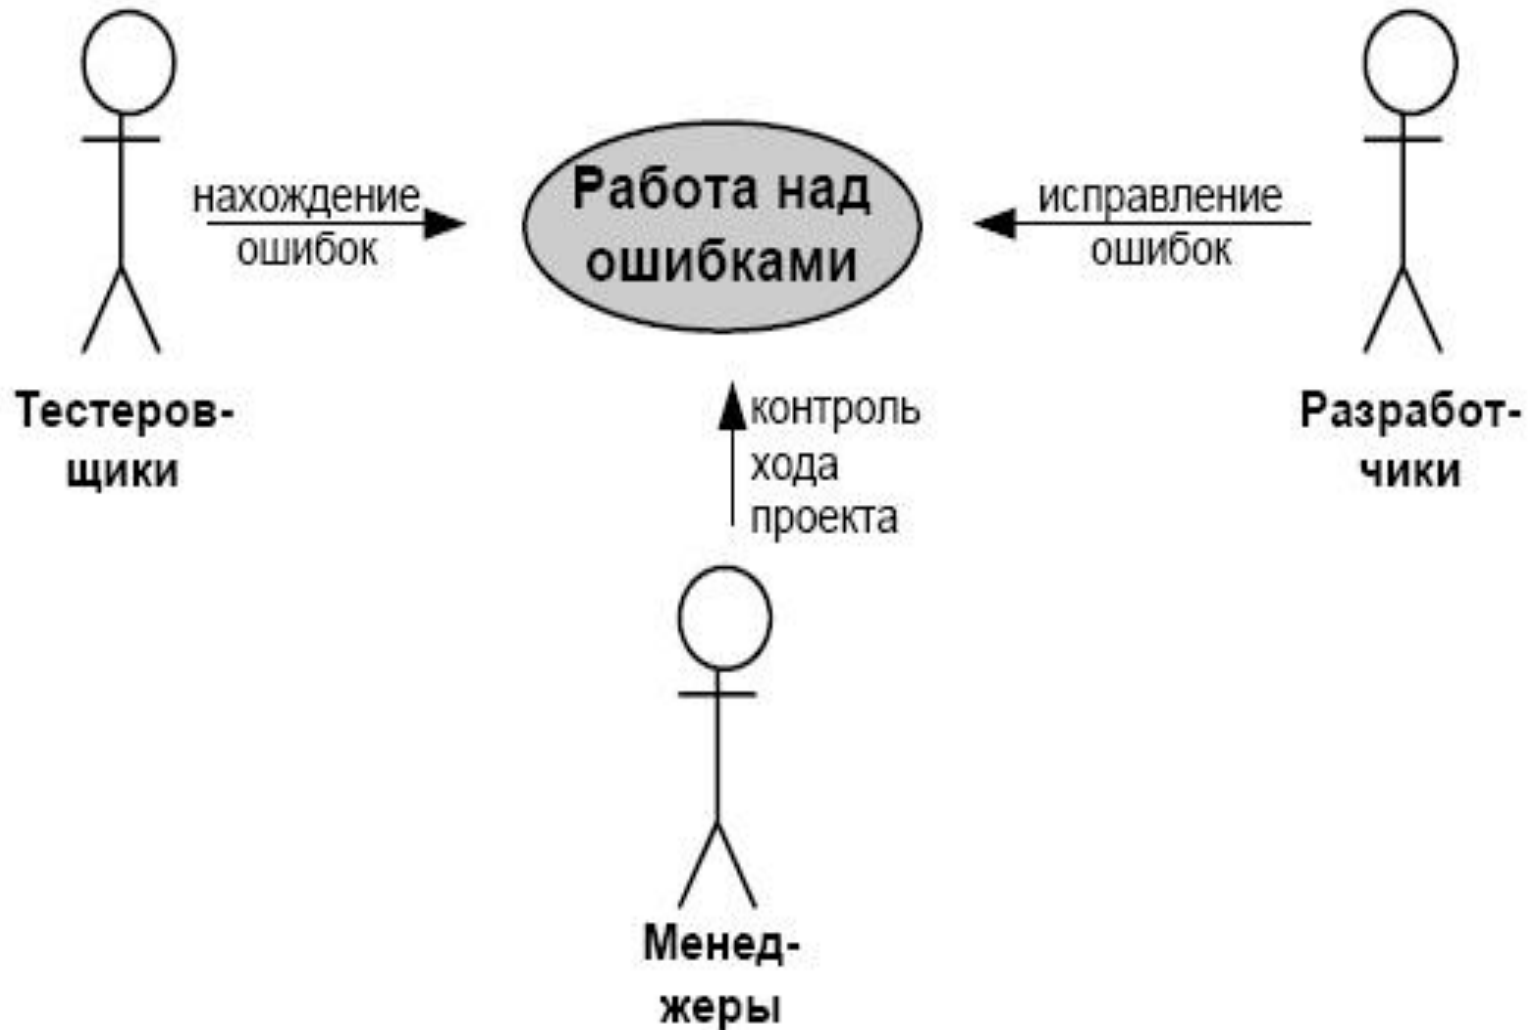 нахождение
ошибок
Работа над
ошибками
исправление
ошибок
Тестеров-
щики
контроль
хода
проекта
Разработ-
чики
Менед-
жеры